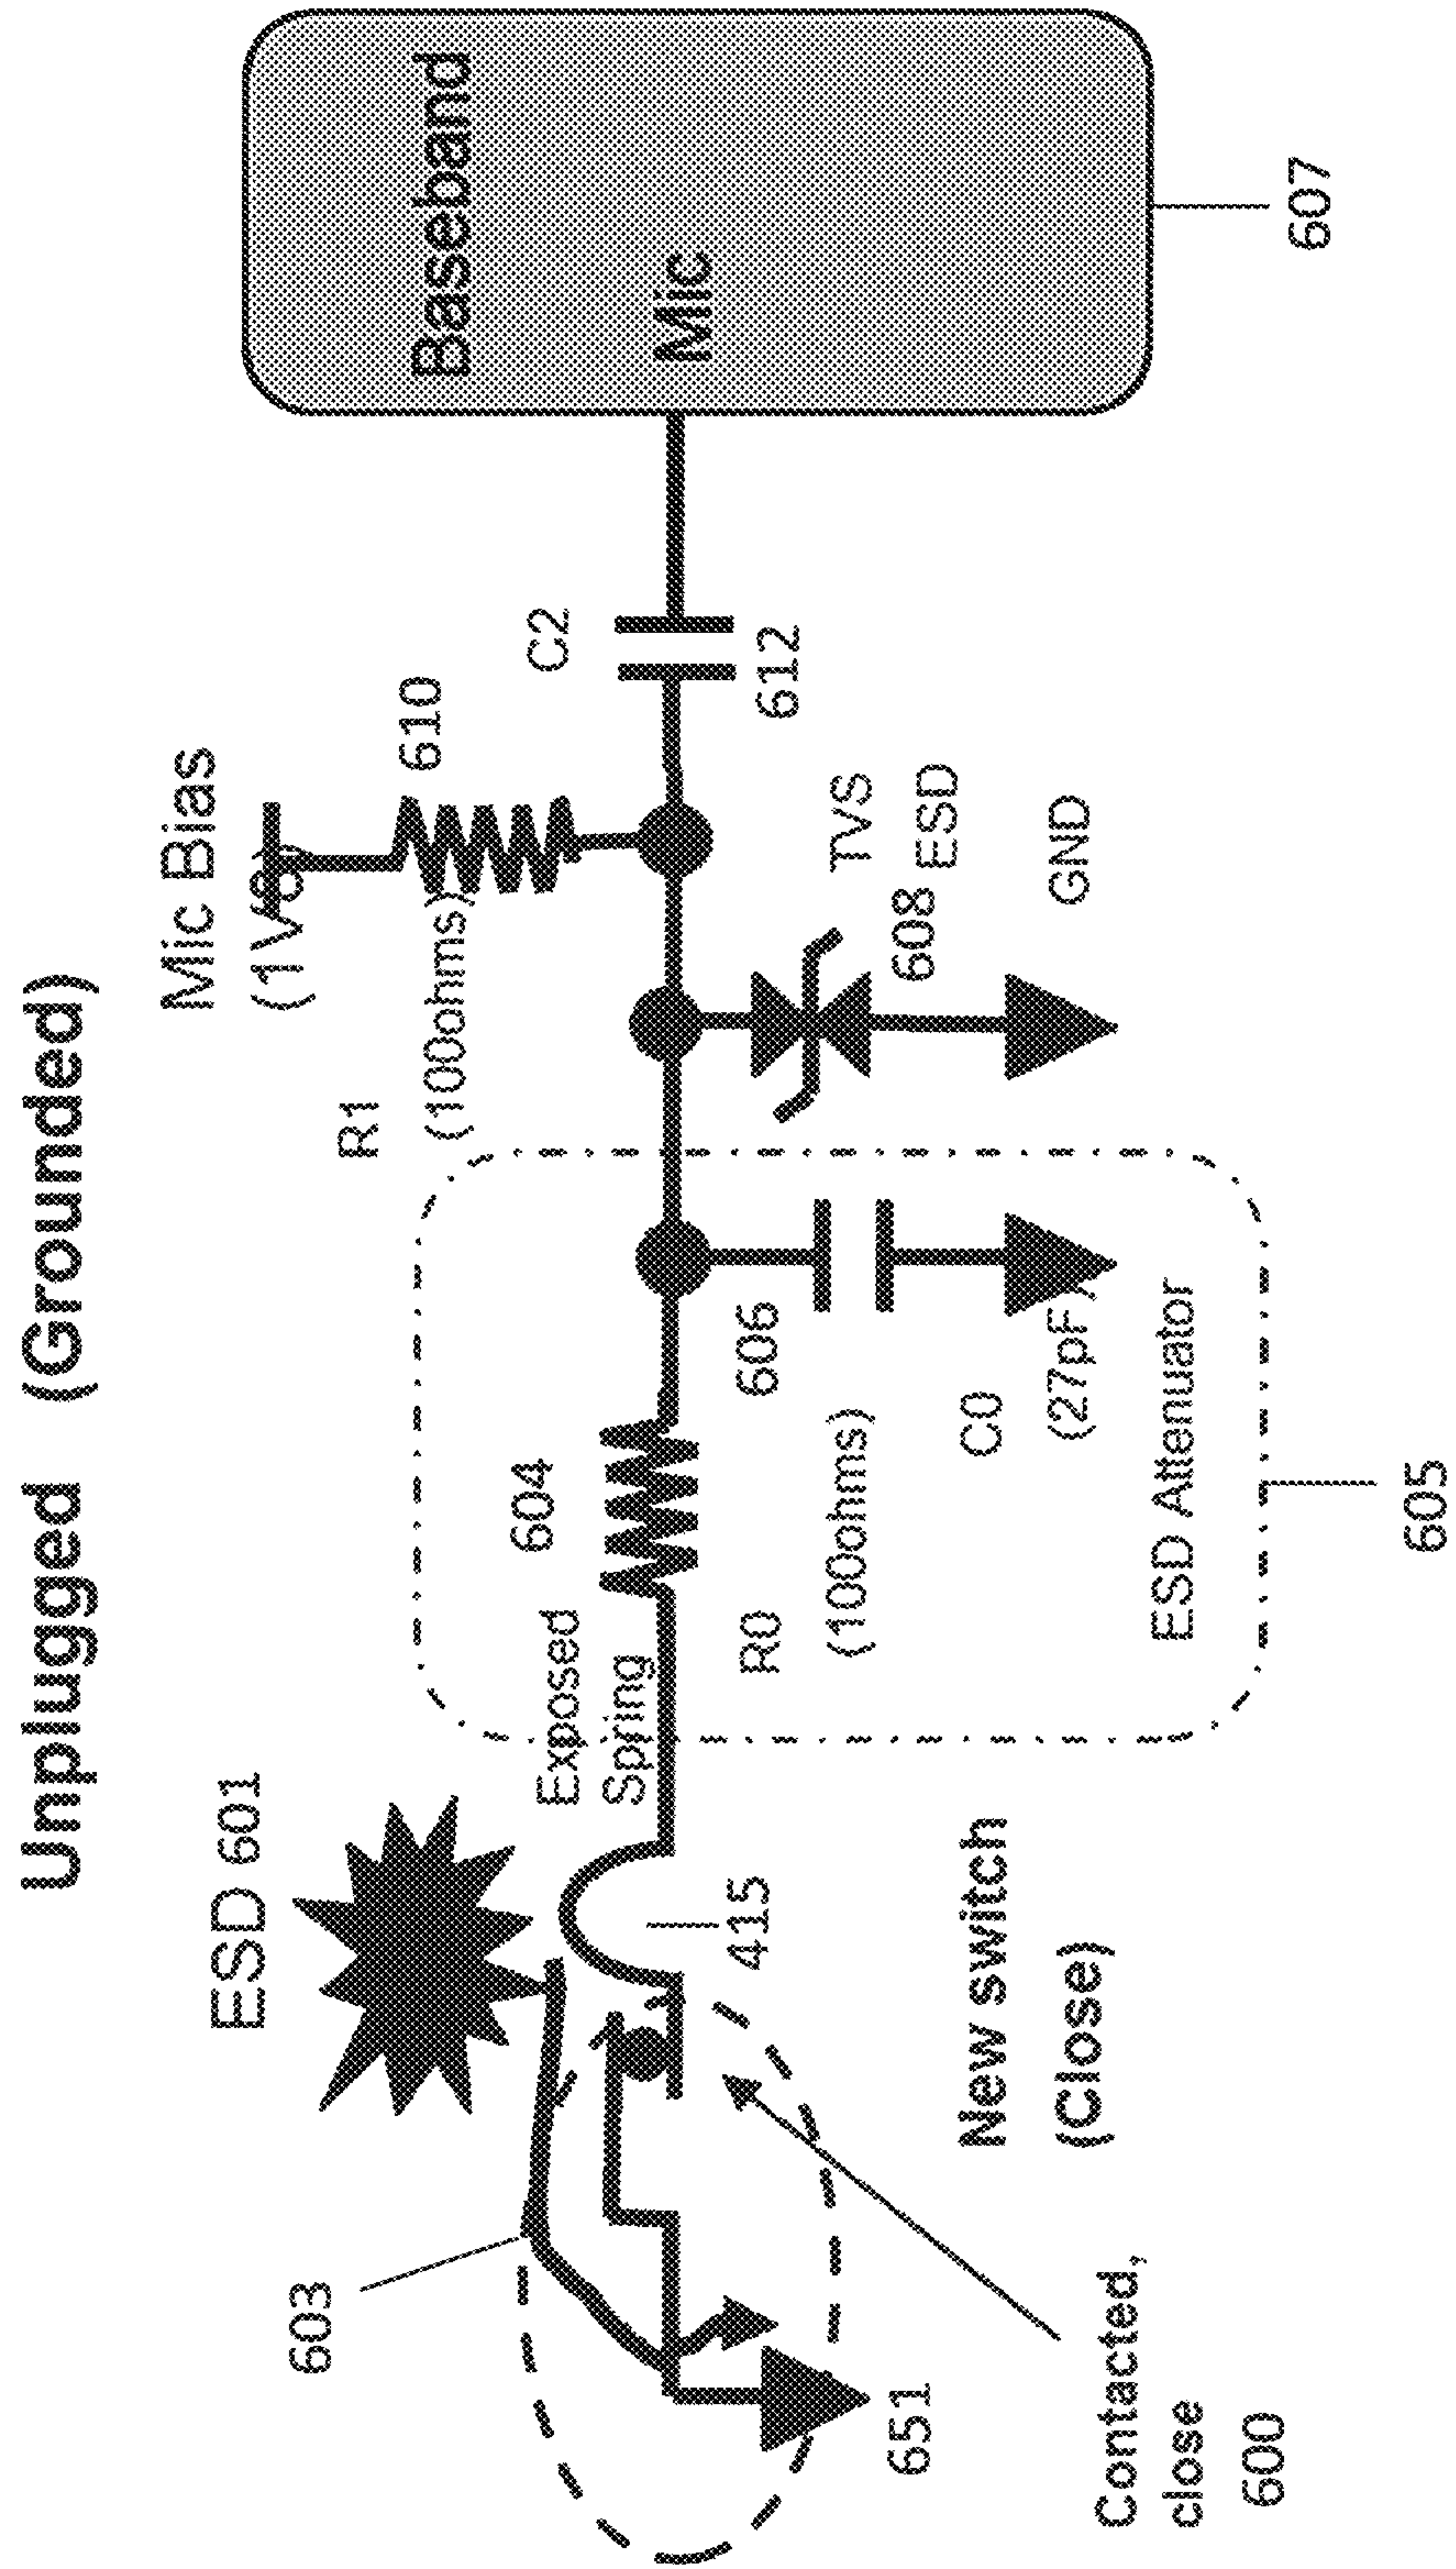 Unplugged (Grounded)
ESD 601
603
Exposed
Spring
604
R1
(100ohms)
Mic Bias
(1V8)
610
C2
612
Baseband
Mic
607
415
R0
(100ohms)
606
C0
(27pF)
ESD Attenuator
605
TVS
608 ESD
GND
New switch
(Close)
651
Contacted,
close
600